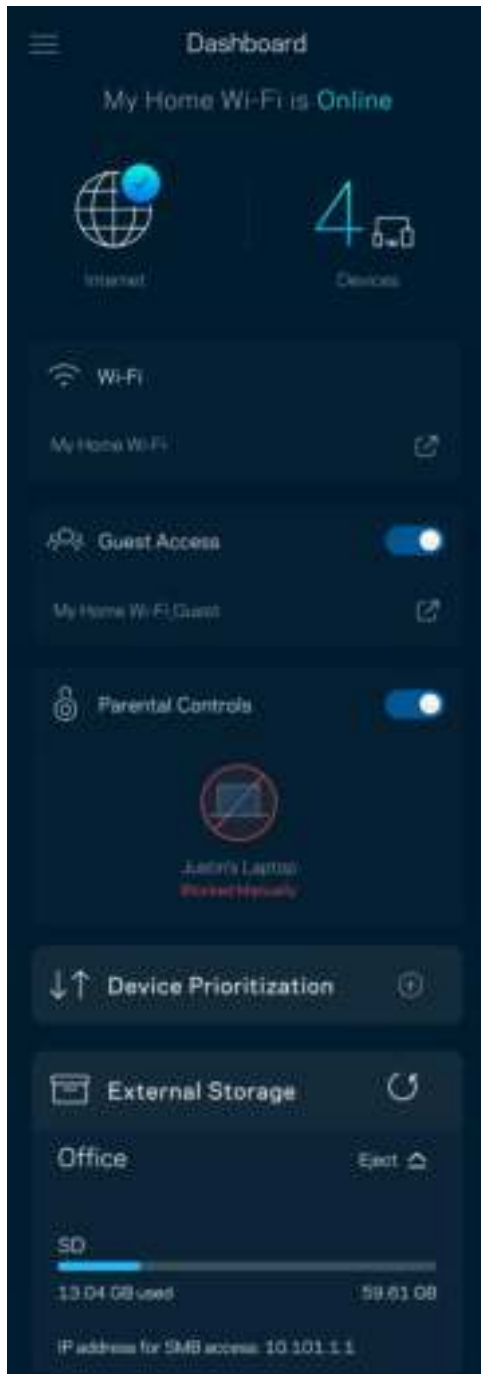 Dashboard
My Home Wi-Fi is Online
4
Internet
Devices
Wi-Fi
My Home Wi-Fi
Guest Access
My Home Wi-Fi_Guest
Parental Controls
Justin's Laptop
Blocked Manually
Device Prioritization
External Storage
Office
Eject
SD
13.04 GB used
59.61 GB
IP address for SMB access: 10.101.1.1